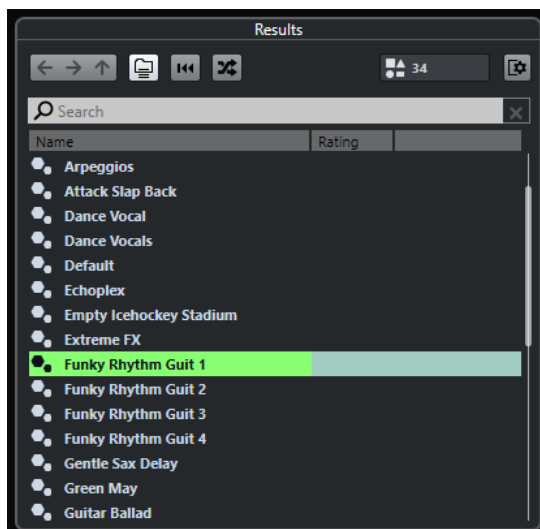 Results
34
Search
Name Rating
Arpeggios
Attack Slap Back
Dance Vocal
Dance Vocals
Default
Echoplex
Empty Icehockey Stadium
Extreme FX
Funky Rhythm Guit 1
Funky Rhythm Guit 2
Funky Rhythm Guit 3
Funky Rhythm Guit 4
Gentle Sax Delay
Green May
Guitar Ballad